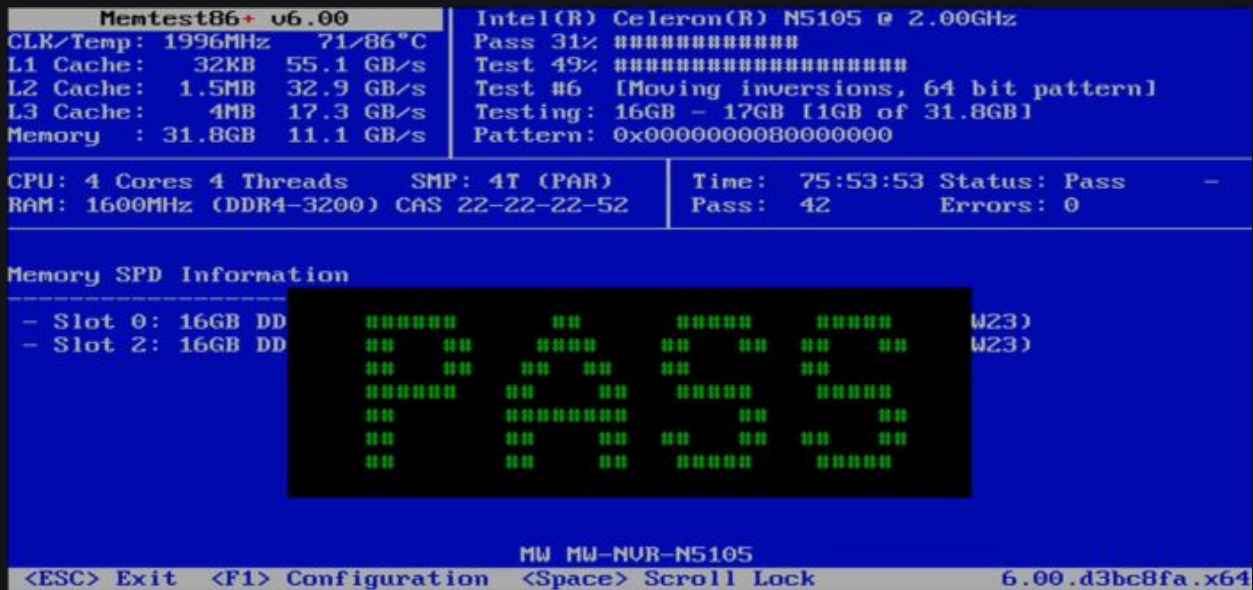 Memtest86+ v6.00
Intel(R) Celeron(R) N5105 @ 2.00GHz
CLK/Temp: 1996MHz 71/86°C
Pass 31% ############
L1 Cache: 32KB 55.1 GB/s
Test 49% ###################
L2 Cache: 1.5MB 32.9 GB/s
Test #6 [Moving inversions, 64 bit pattern]
L3 Cache: 4MB 17.3 GB/s
Testing: 16GB - 17GB [1GB of 31.8GB]
Memory : 31.8GB 11.1 GB/s
Pattern: 0x0000000080000000
CPU: 4 Cores 4 Threads SMP: 4T (PAR)
Time: 75:53:53 Status: Pass -
RAM: 1600MHz (DDR4-3200) CAS 22-22-22-52
Pass: 42 Errors: 0
Memory SPD Information
- Slot 0: 16GB DD W23)
- Slot 2: 16GB DD W23)
PASS
MW MW-NVR-N5105
<ESC> Exit <F1> Configuration <Space> Scroll Lock 6.00.d3bc8fa.x64